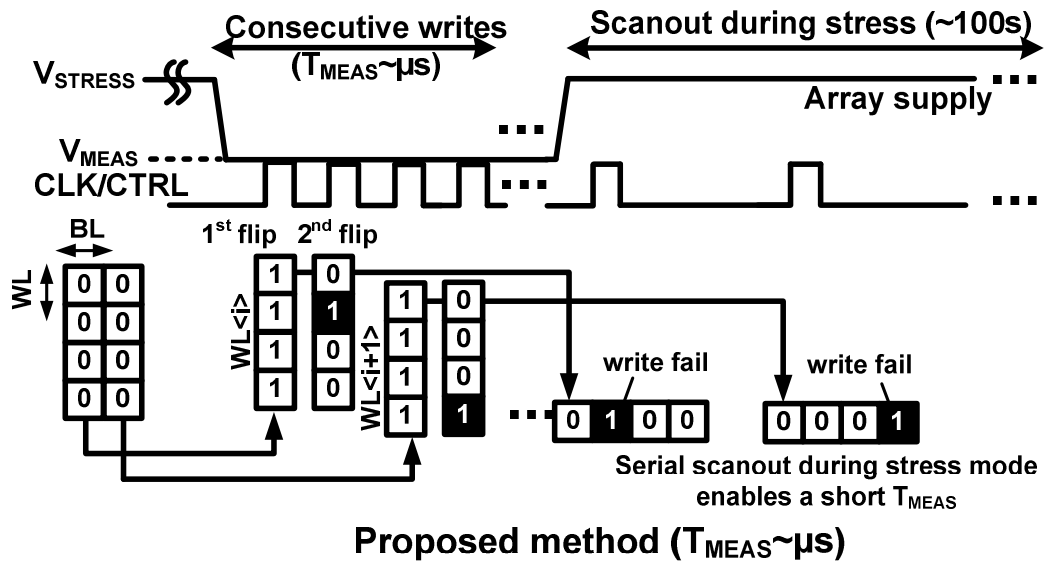 Consecutive writes
(TMEAS~µs)
Scanout during stress (~100s)
VSTRESS
Array supply
VMEAS
CLK/CTRL
BL
WL
1st flip 2nd flip
0 0
0 0
0 0
0 0
WL<i>
1 0
1 1
1 0
1 0
WL<i+1>
1 0
1 0
1 0
1 1
write fail
0 1 0 0
write fail
0 0 0 1
Serial scanout during stress mode
enables a short TMEAS
Proposed method (TMEAS~µs)